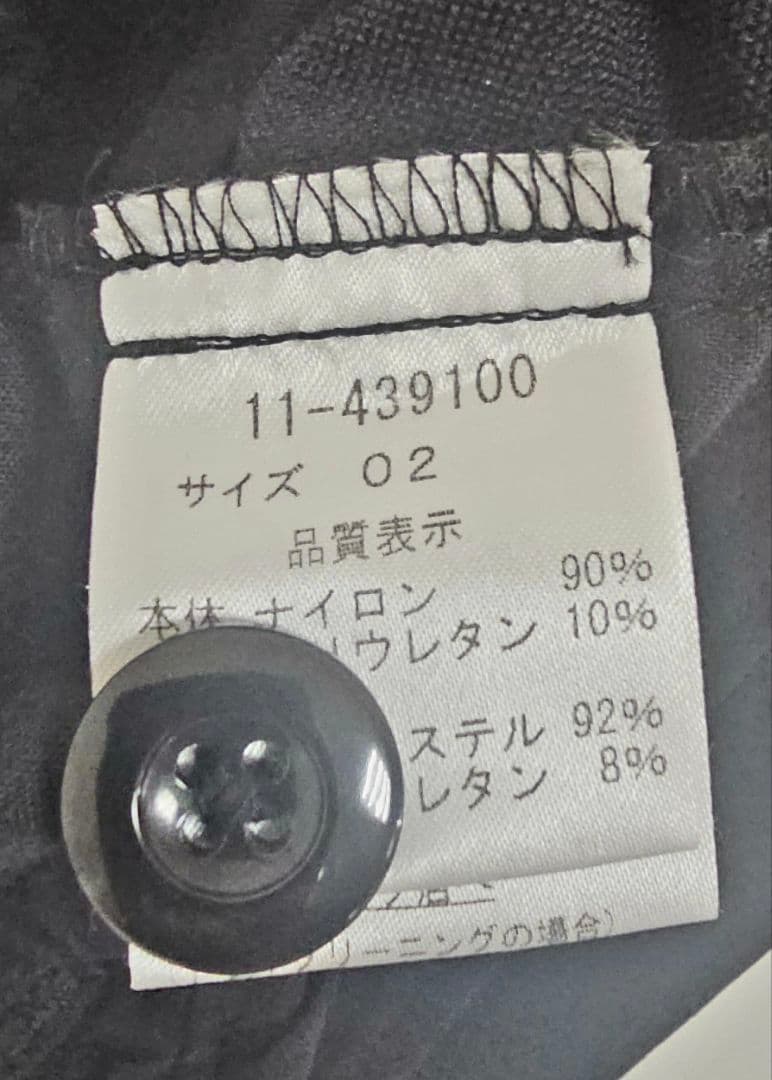 11-439100
サイズ 02
品質表示
本体 ナイロン 90%
ウレタン 10%
ステル 92%
レタン 8%
リーニングの場合)